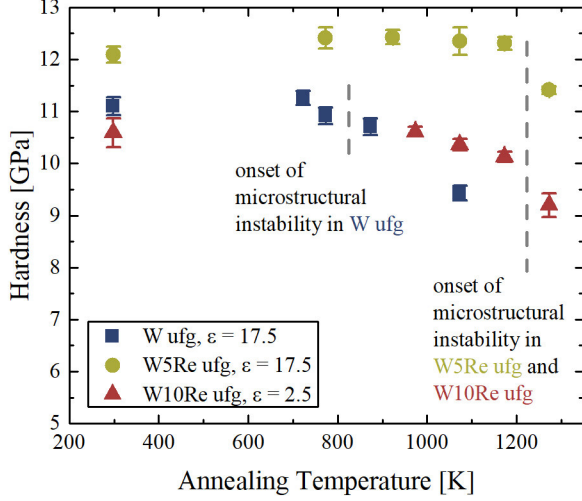 13
12
11
10
9
8
7
6
5
Hardness [GPa]
onset of
microstructural
instability in W ufg
onset of
microstructural
instability in
W5Re ufg and
W10Re ufg
W ufg, ε = 17.5
W5Re ufg, ε = 17.5
W10Re ufg, ε = 2.5
200 400 600 800 1000 1200
Annealing Temperature [K]